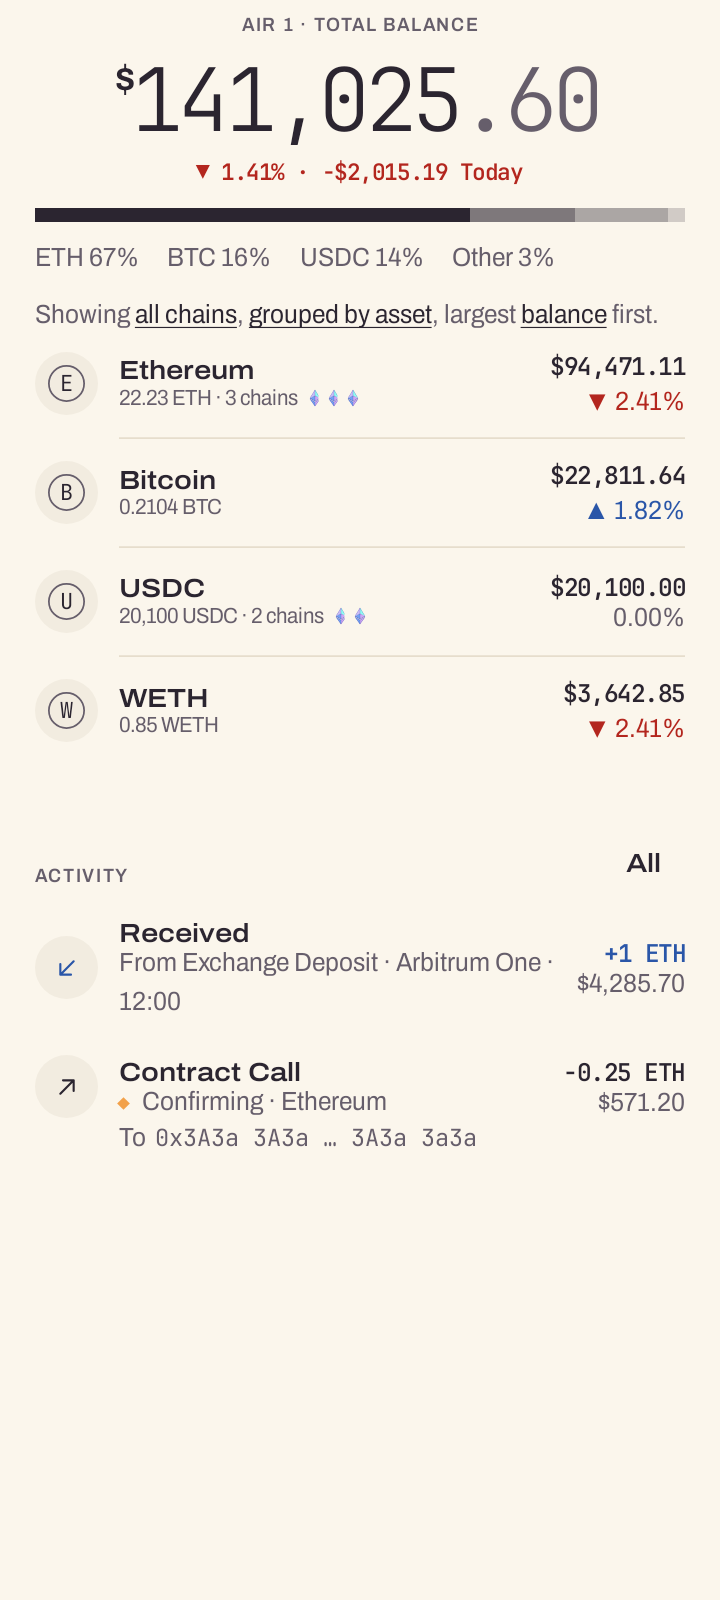 AIR 1 · TOTAL BALANCE
$141,025.60
▼ 1.41% · -$2,015.19 Today
ETH 67% BTC 16% USDC 14% Other 3%
Showing all chains, grouped by asset, largest balance first.
E
Ethereum
22.23 ETH · 3 chains
$94,471.11
▼ 2.41%
B
Bitcoin
0.2104 BTC
$22,811.64
▲ 1.82%
U
USDC
20,100 USDC · 2 chains
$20,100.00
0.00%
W
WETH
0.85 WETH
$3,642.85
▼ 2.41%
ACTIVITY
All
Received
From Exchange Deposit · Arbitrum One ·
12:00
+1 ETH
$4,285.70
Contract Call
Confirming · Ethereum
To 0x3A3a 3A3a … 3A3a 3a3a
-0.25 ETH
$571.20